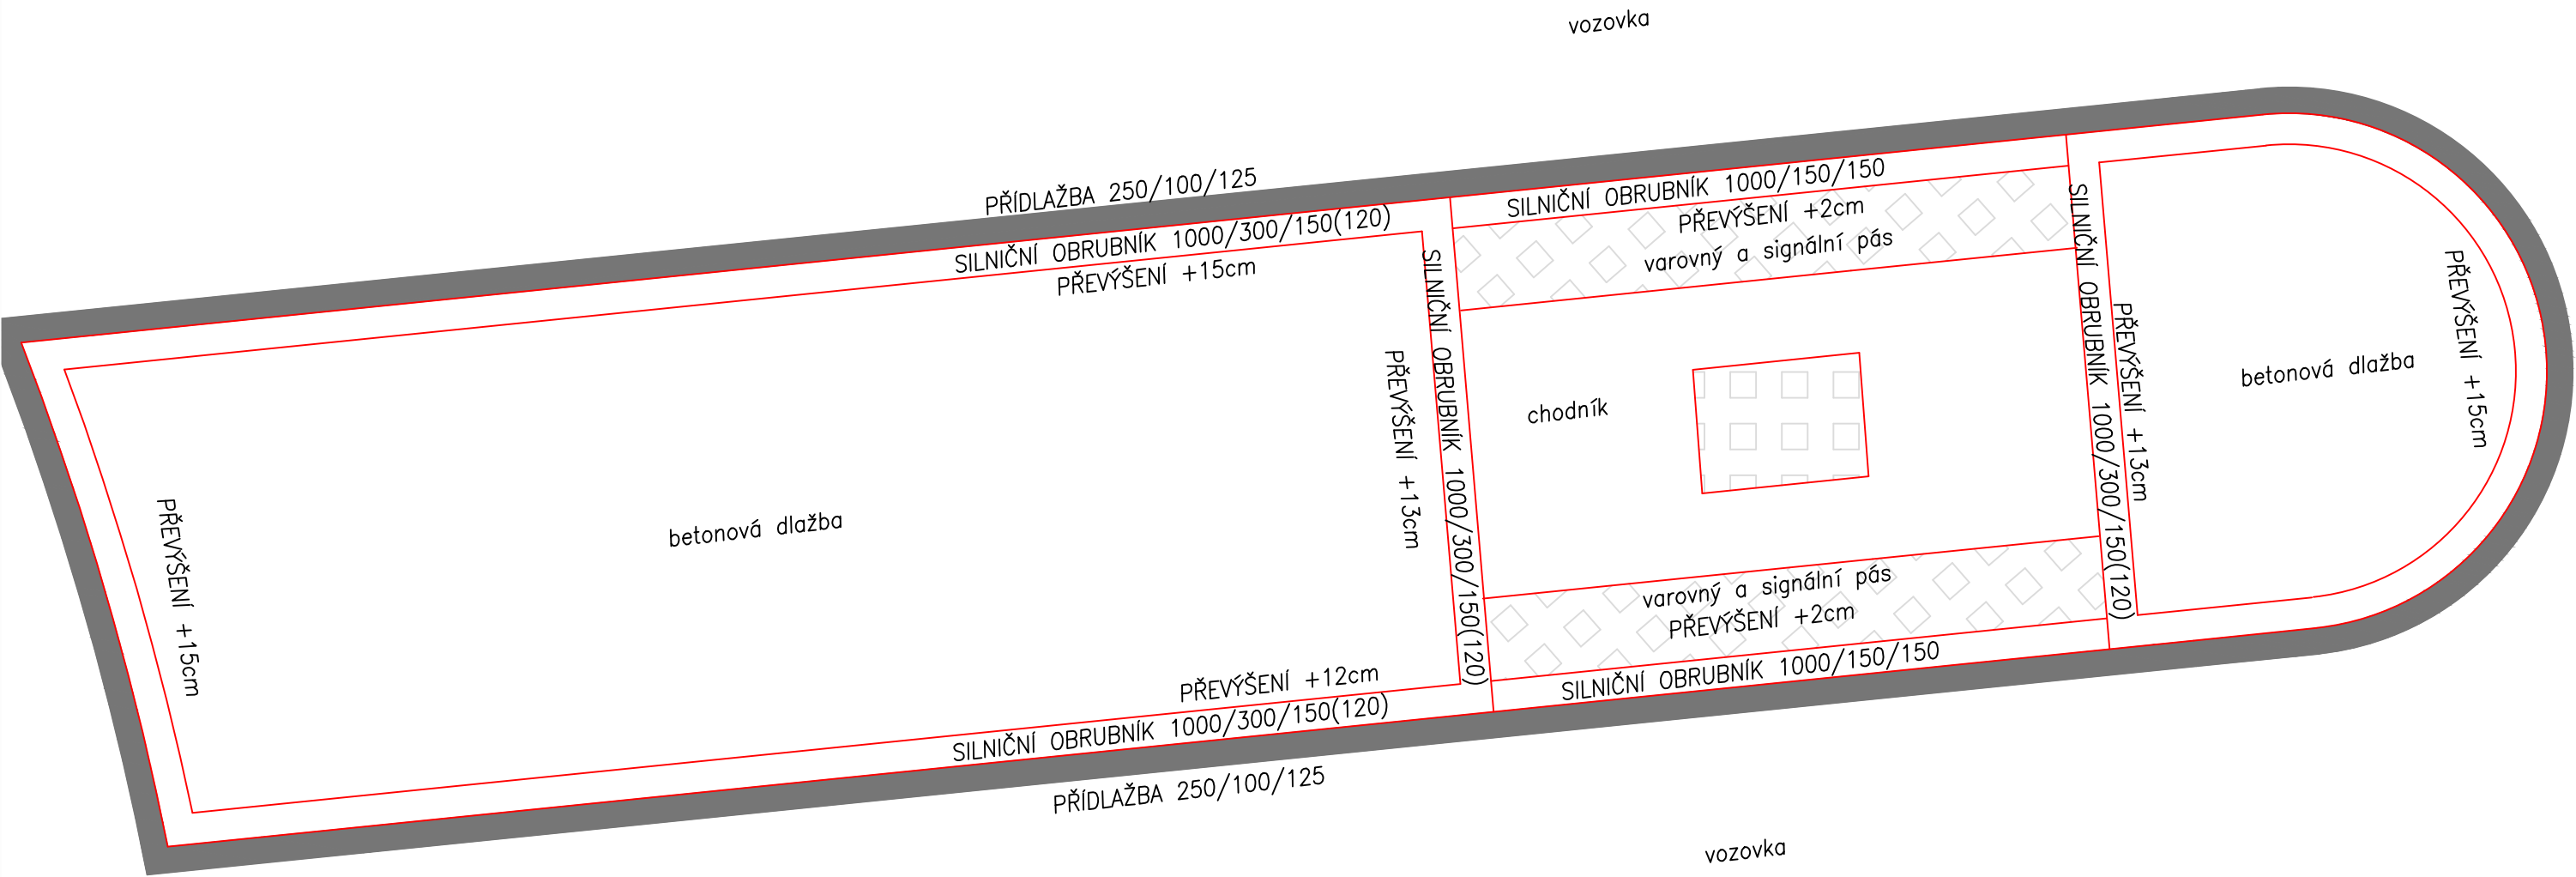 vozovka
PŘÍDLAŽBA 250/100/125
SILNIČNÍ OBRUBNÍK 1000/300/150(120)
PŘEVÝŠENÍ +15cm
SILNIČNÍ OBRUBNÍK 1000/150/150
PŘEVÝŠENÍ +2cm
varovný a signální pás
PŘEVÝŠENÍ +15cm
betonová dlažba
PŘEVÝŠENÍ +13cm
SILNIČNÍ OBRUBNÍK 1000/300/150(120)
chodník
SILNIČNÍ OBRUBNÍK 1000/300/150(120)
PŘEVÝŠENÍ +13cm
betonová dlažba
PŘEVÝŠENÍ +15cm
varovný a signální pás
PŘEVÝŠENÍ +2cm
SILNIČNÍ OBRUBNÍK 1000/150/150
PŘEVÝŠENÍ +12cm
SILNIČNÍ OBRUBNÍK 1000/300/150(120)
PŘÍDLAŽBA 250/100/125
vozovka